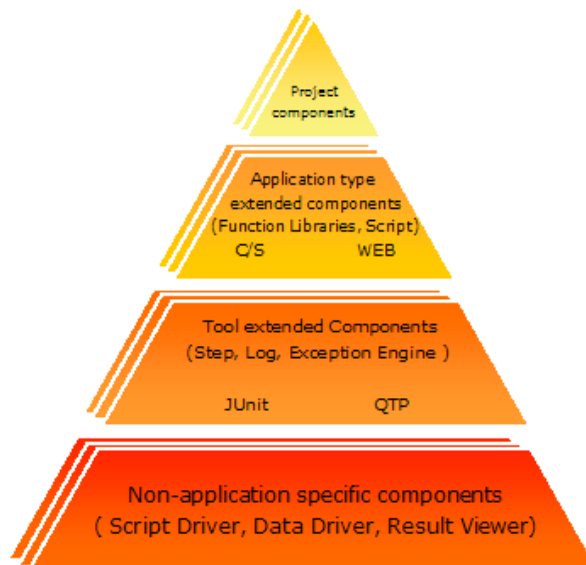 Project
components
Application type
extended components
(Function Libraries, Script)
C/S WEB
Tool extended Components
(Step, Log, Exception Engine )
JUnit QTP
Non-application specific components
( Script Driver, Data Driver, Result Viewer)